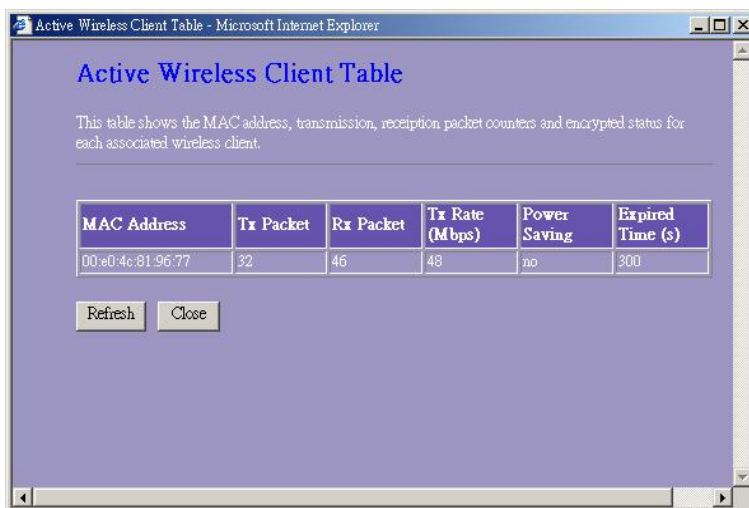 Active Wireless Client Table - Microsoft Internet Explorer
Active Wireless Client Table
This table shows the MAC address, transmission, receiption packet counters and encrypted status for
each associated wireless client.
MAC Address Tx Packet Rx Packet Tx Rate (Mbps) Power Saving Expired Time (s)
00:e0:4c:81:96:77 32 46 48 no 300
Refresh Close